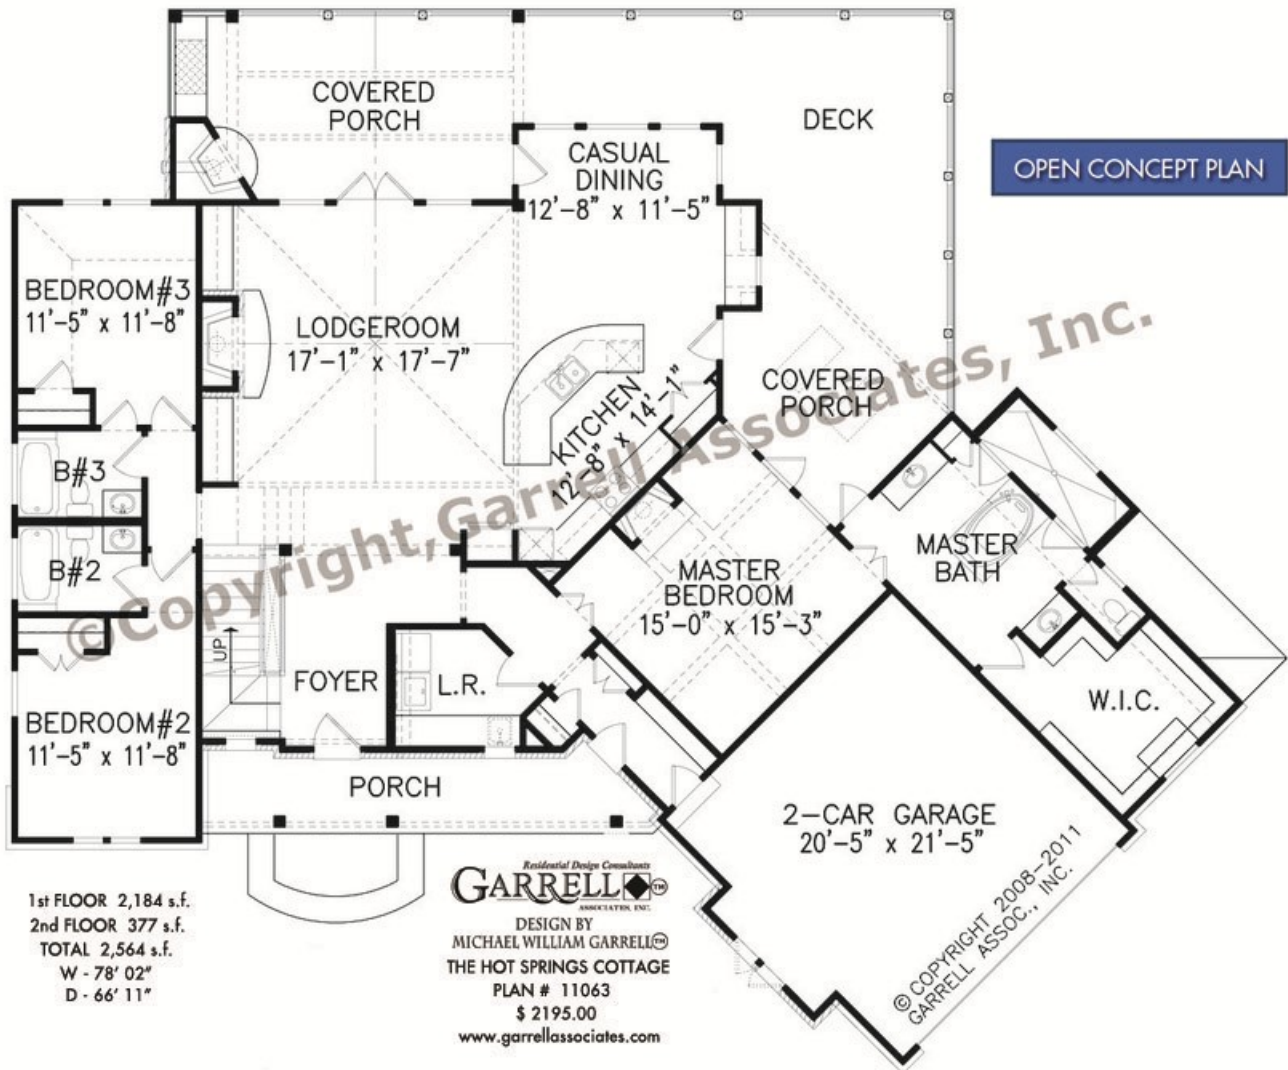 COVERED
PORCH
DECK
CASUAL
DINING
12'-8" x 11'-5"
OPEN CONCEPT PLAN
BEDROOM#3
11'-5" x 11'-8"
LODGEROOM
17'-1" x 17'-7"
KITCHEN
12'-8" x 14'-1"
COVERED
PORCH
©Copyright,Garrell Associates, Inc.
B#3
B#2
MASTER
BEDROOM
15'-0" x 15'-3"
MASTER
BATH
UP
FOYER
L.R.
W.I.C.
BEDROOM#2
11'-5" x 11'-8"
PORCH
2-CAR GARAGE
20'-5" x 21'-5"
© COPYRIGHT 2008-2011
GARRELL ASSOC., INC.
1st FLOOR 2,184 s.f.
2nd FLOOR 377 s.f.
TOTAL 2,564 s.f.
W - 78' 02"
D - 66' 11"
Residential Design Consultants
GARRELL TM
ASSOCIATES, INC.
DESIGN BY
MICHAEL WILLIAM GARRELL TM
THE HOT SPRINGS COTTAGE
PLAN # 11063
$ 2195.00
www.garrellassociates.com